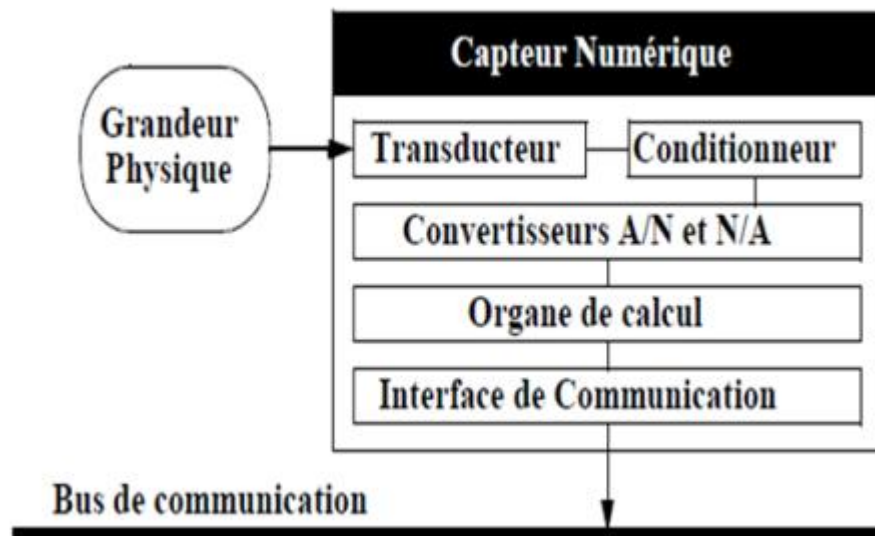 Capteur Numérique
Grandeur
Physique
Transducteur
Conditionneur
Convertisseurs A/N et N/A
Organe de calcul
Interface de Communication
Bus de communication